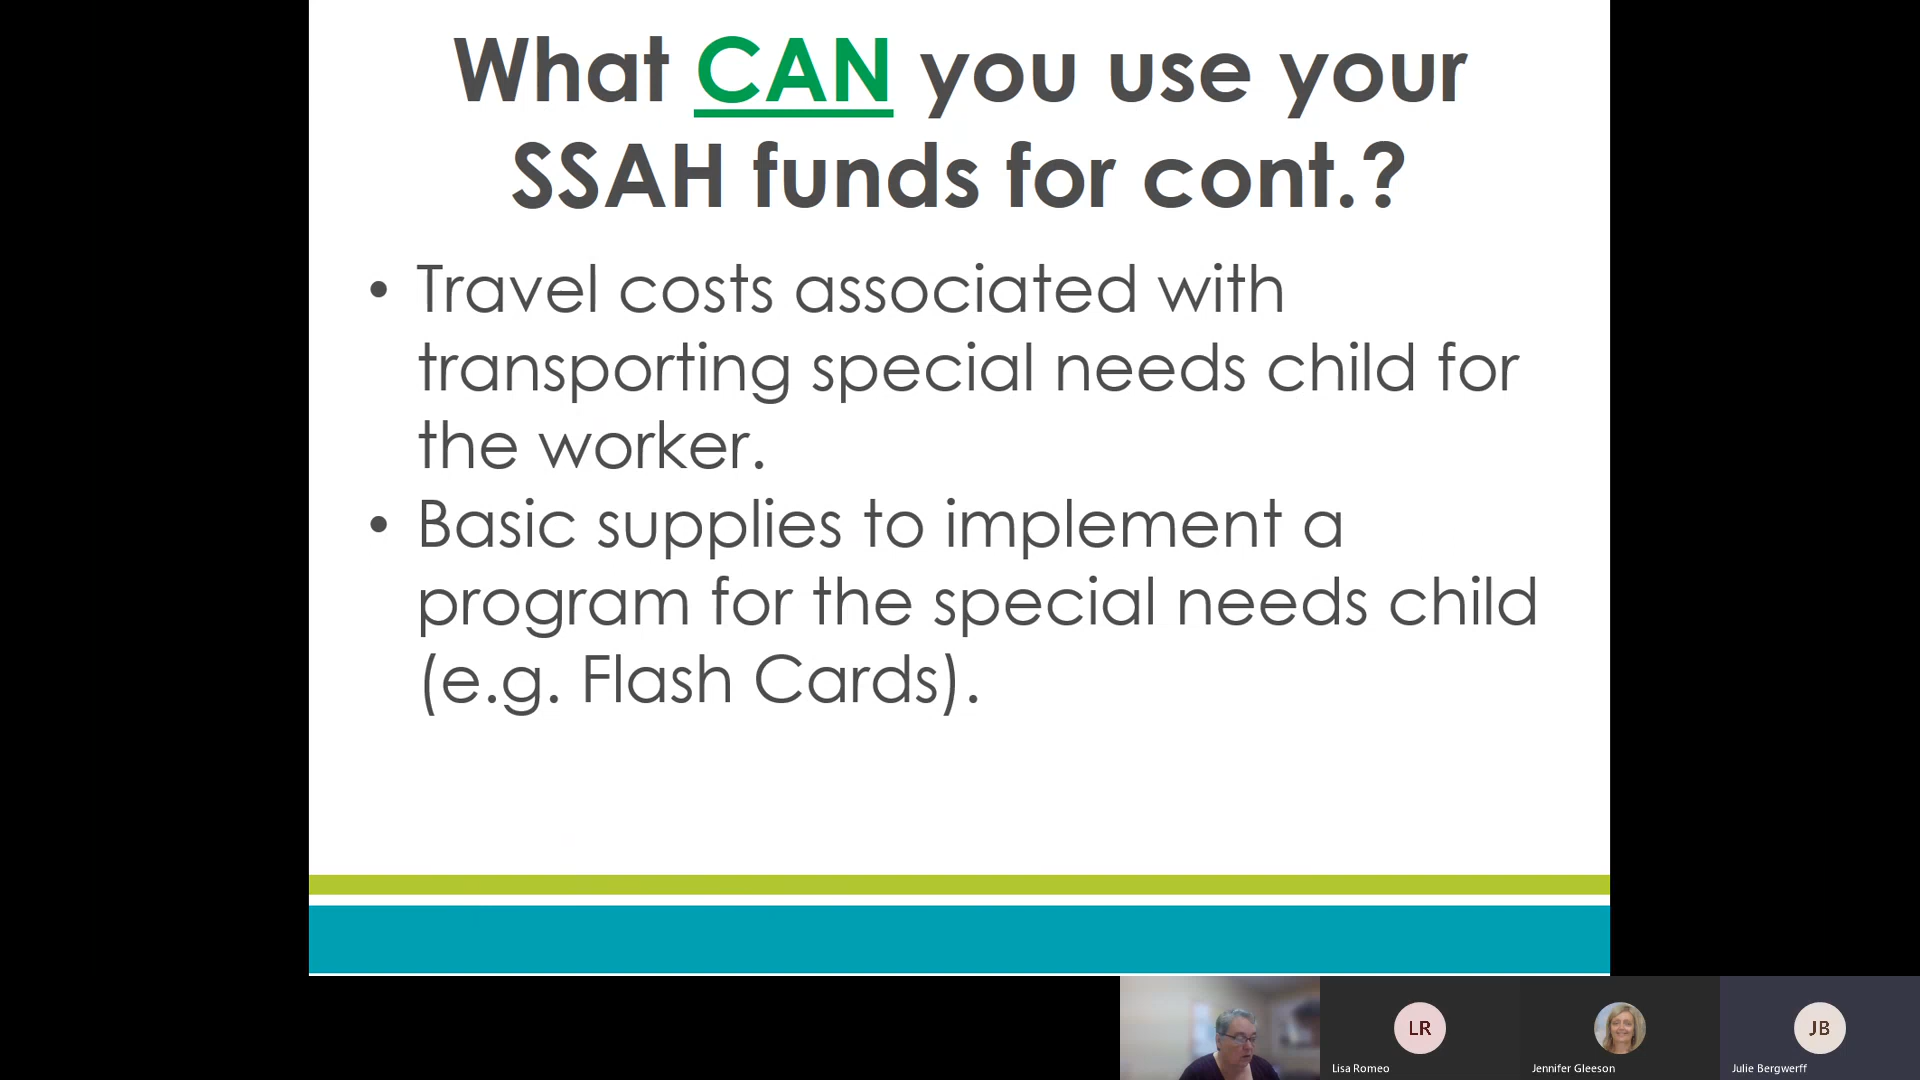 What CAN you use your
SSAH funds for cont.?
• Travel costs associated with
transporting special needs child for
the worker.
• Basic supplies to implement a
program for the special needs child
(e.g. Flash Cards).
LR
JB
Lisa Romeo
Jennifer Gleeson
Julie Bergwerff